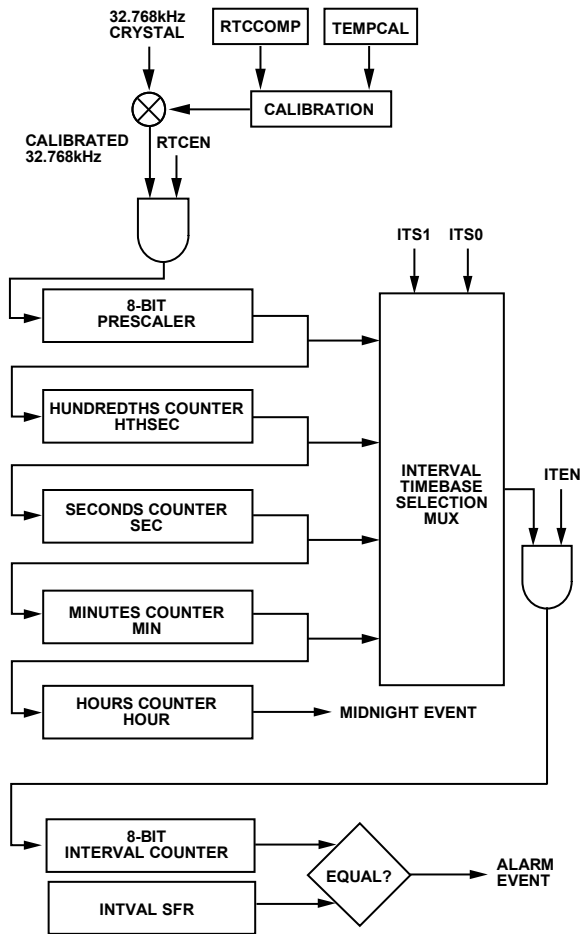 32.768kHz
CRYSTAL
RTCCOMP
TEMPCAL
CALIBRATION
CALIBRATED
32.768kHz
RTCEN
ITS1
ITS0
8-BIT
PRESCALER
HUNDREDTHS COUNTER
HTHSEC
SECONDS COUNTER
SEC
MINUTES COUNTER
MIN
HOURS COUNTER
HOUR
INTERVAL
TIMEBASE
SELECTION
MUX
ITEN
MIDNIGHT EVENT
8-BIT
INTERVAL COUNTER
INTVAL SFR
EQUAL?
ALARM
EVENT